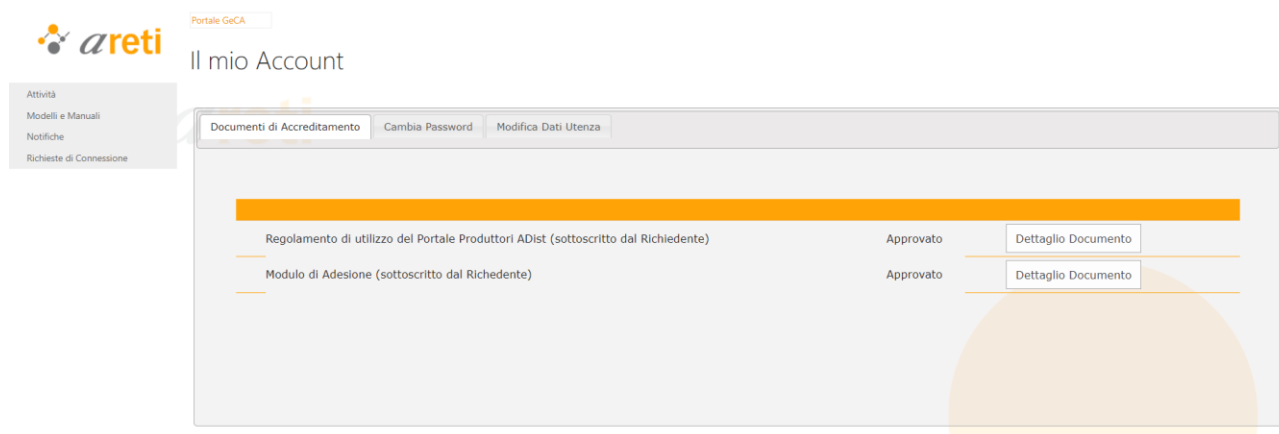 Portale GeCA
areti
Il mio Account
Attività
Modelli e Manuali
Notifiche
Richieste di Connessione
areti
Documenti di Accreditamento Cambia Password Modifica Dati Utenza
Regolamento di utilizzo del Portale Produttori ADist (sottoscritto dal Richiedente) Approvato Dettaglio Documento
Modulo di Adesione (sottoscritto dal Richedente) Approvato Dettaglio Documento